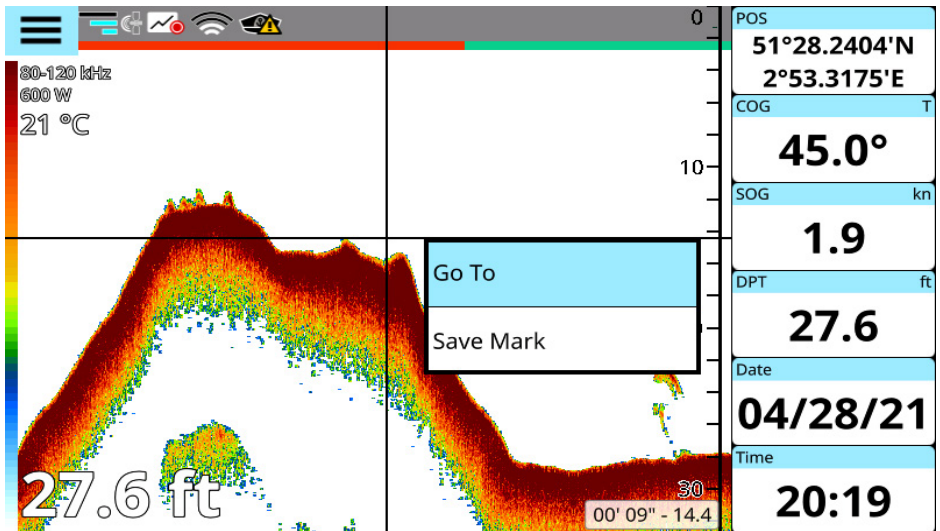 0
80-120 kHz
600 W
21 °C
10
Go To
Save Mark
30
27.6 ft
00' 09" - 14.4
POS
51°28.2404'N
2°53.3175'E
COG T
45.0°
SOG kn
1.9
DPT ft
27.6
Date
04/28/21
Time
20:19